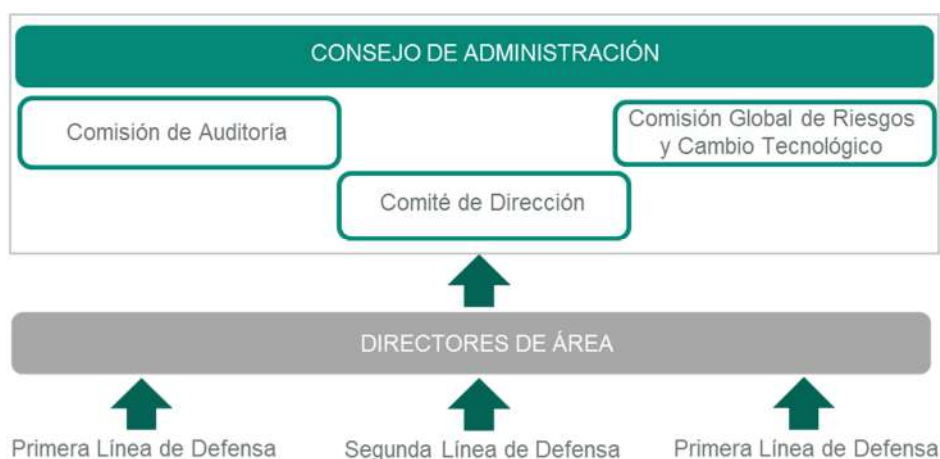 CONSEJO DE ADMINISTRACIÓN
Comisión de Auditoría
Comisión Global de Riesgos
y Cambio Tecnológico
Comité de Dirección
DIRECTORES DE ÁREA
Primera Línea de Defensa
Segunda Línea de Defensa
Primera Línea de Defensa